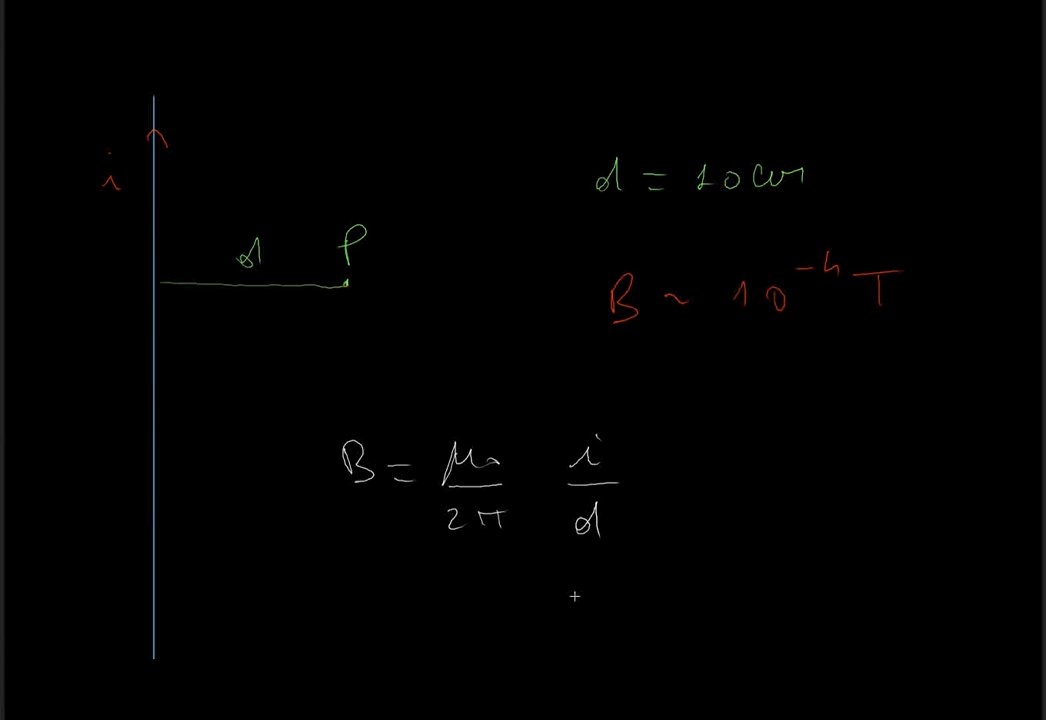 i
d P
d = 10 cm
B ~ 10⁻⁴ T
B = μ₀/2π i/d